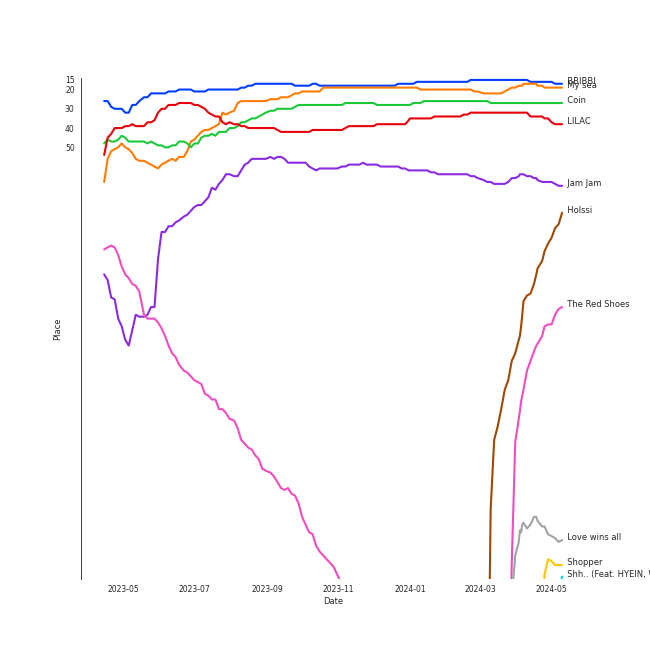 15
20
30
40
50
BBIBBI
My sea
Coin
LILAC
Jam Jam
Holssi
The Red Shoes
Love wins all
Shopper
Shh.. (Feat. HYEIN,
Place
2023-05 2023-07 2023-09 2023-11 2024-01 2024-03 2024-05
Date